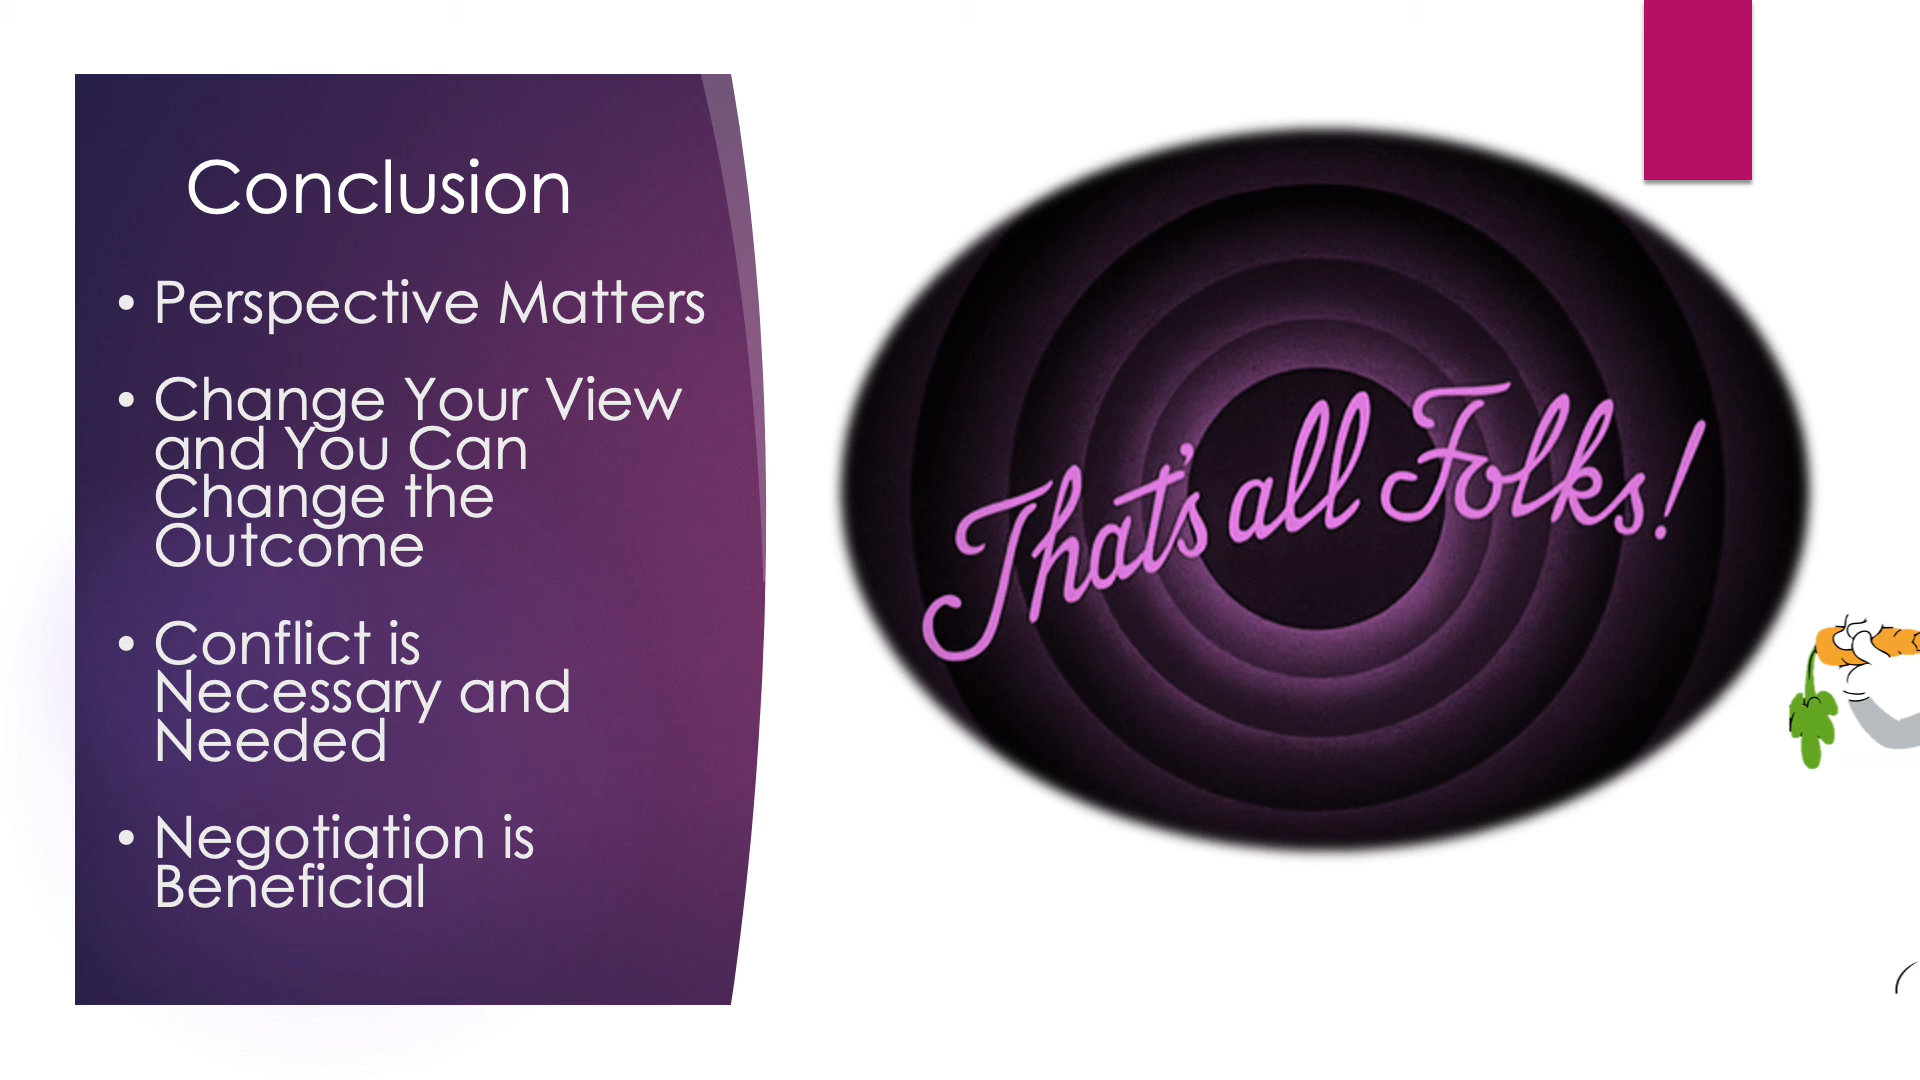 Conclusion
• Perspective Matters
• Change Your View
and You Can
Change the
Outcome
• Conflict is
Necessary and
Needed
• Negotiation is
Beneficial
That's all Folks!